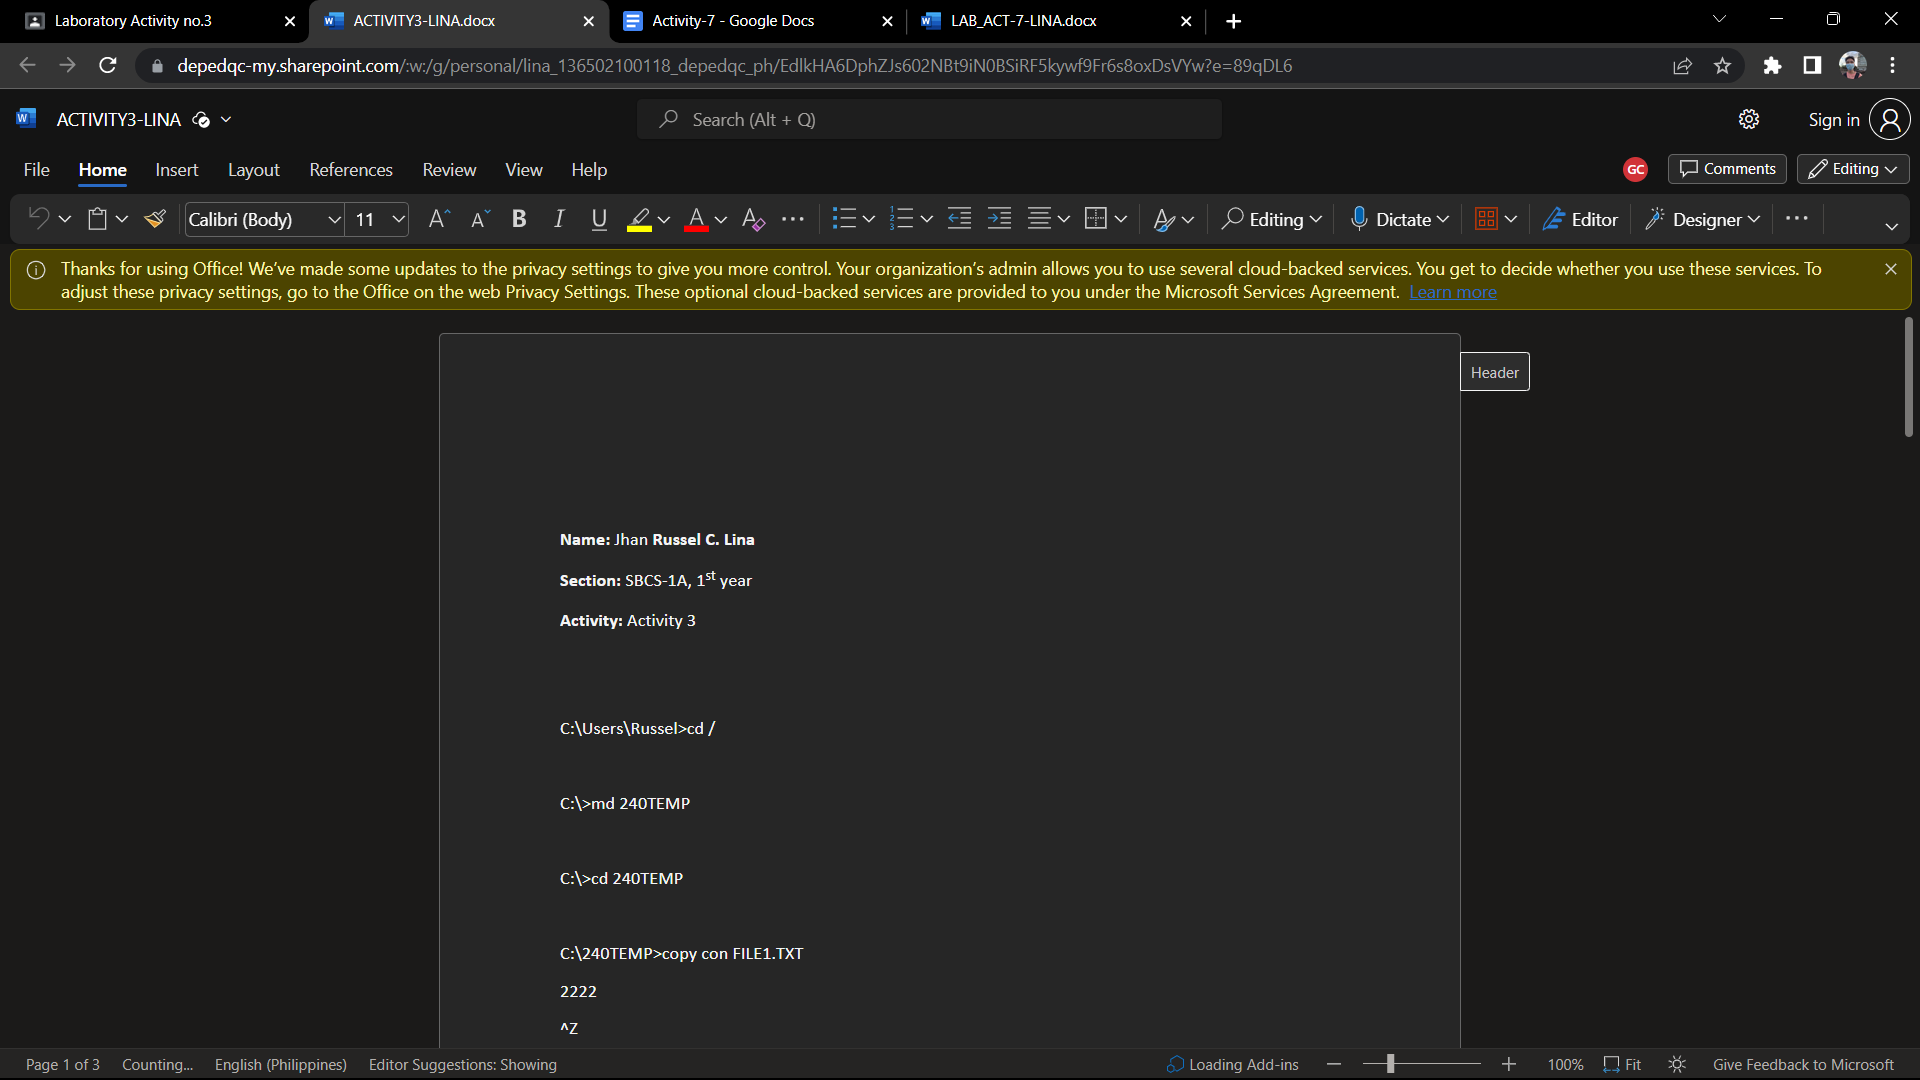 Laboratory Activity no.3
ACTIVITY3-LINA.docx
Activity-7 - Google Docs
LAB_ACT-7-LINA.docx
depedqc-my.sharepoint.com/:w:/g/personal/lina_136502100118_depedqc_ph/EdlkHA6DphZJs602NBt9iN0BSiRF5kywf9Fr6s8oxDsVYw?e=89qDL6
W ACTIVITY3-LINA
Search (Alt + Q)
Sign in
File Home Insert Layout References Review View Help
GC Comments Editing
Calibri (Body) 11 A A B I U A A Editing Dictate Editor Designer
Thanks for using Office! We've made some updates to the privacy settings to give you more control. Your organization's admin allows you to use several cloud-backed services. You get to decide whether you use these services. To
adjust these privacy settings, go to the Office on the web Privacy Settings. These optional cloud-backed services are provided to you under the Microsoft Services Agreement. Learn more
Header
Name: Jhan Russel C. Lina
Section: SBCS-1A, 1st year
Activity: Activity 3
C:\Users\Russel>cd /
C:\>md 240TEMP
C:\>cd 240TEMP
C:\240TEMP>copy con FILE1.TXT
2222
^Z
Page 1 of 3 Counting... English (Philippines) Editor Suggestions: Showing Loading Add-ins 100% Fit Give Feedback to Microsoft